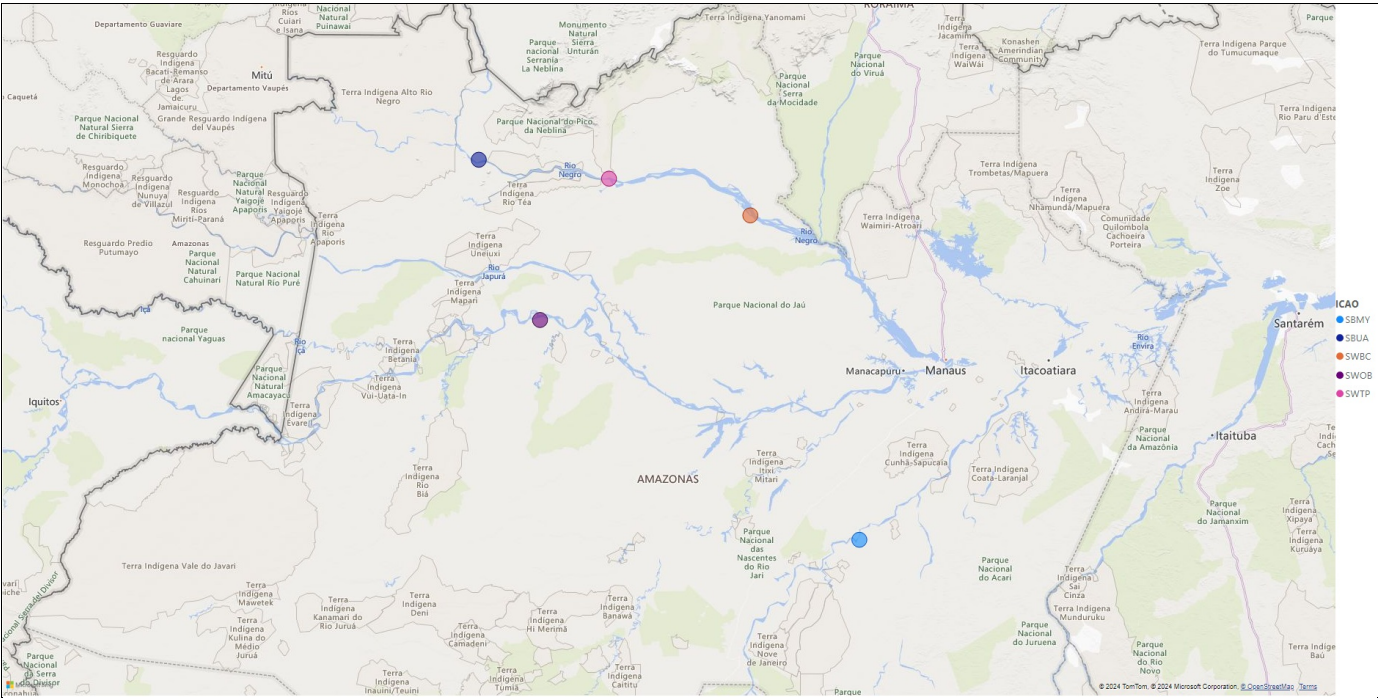 RORAIMA
Departamento Guaviare
Resguardo
Indígena
Ríos
Cuiari
e Isana
Nacional
Natural
Puinawai
Monumento
Natural
Sierra
Unturán
Terra Indígena Yanomami
Terra
Indígena
Jacamim
Terra
Indígena
WaiWai
Konashen
Amerindian
Community
Parque
Terra Indígena Parque
do Tumucumaque
Resguardo
Indígena
Bacati-Remanso
de Arara
Lagos
de
Jamaicuru
Mitú
Departamento Vaupés
Parque
nacional
Serrania
La Neblina
Parque
Nacional
do Viruá
Parque
Nacional
Serra
da Mocidade
Caquetá
Terra Indígena Alto Rio
Negro
Terra Indígena
Rio Paru d'Este
Parque Nacional
Natural Sierra
de Chiribiquete
Grande Resguardo Indígena
del Vaupés
Parque Nacional do Pico
da Neblina
Resguardo
Indígena
Monochoa
Resguardo
Indígena
Nunuya
de Villazul
Parque
Nacional
Natural
Yaigojé
Apaporis
Resguardo
Indígena
Ríos
Mirití-Paraná
Resguardo
Indígena
Yaigojé
Apaporis
Rio
Negro
Terra
Indígena
Rio Téa
Terra Indígena
Trombetas/Mapuera
Terra
Indígena
Zoe
Terra
Indígena
Nhamundá/Mapuera
Terra
Indígena
Rio
Apaporis
Terra Indígena
Waimiri-Atroari
Comunidade
Quilombola
Cachoeira
Porteira
Rio
Negro
Resguardo Predio
Putumayo
Amazonas
Parque
Nacional
Natural
Cahuinari
Parque Nacional
Natural Río Puré
Terra
Indígena
Uneiuxi
Rio
Japurá
Terra
Indígena
Mapari
Parque Nacional do Jaú
Içá
Parque
nacional Yaguas
Rio
Içá
Terra
Indígena
Betania
Rio
Envira
Santarém
ICAO
SBMY
SBUA
SWBC
SWOB
SWTP
Parque
Nacional
Natural
Amacayacu
Terra
Indígena
Vui-Uata-In
Manacapuru
Manaus
Itacoatiara
Iquitos
Terra
Indígena
Évare I
Terra
Indígena
Andirá-Marau
Parque
Nacional
da Amazônia
Itaituba
Terra
Indígena
Rio
Biá
AMAZONAS
Terra
Indígena
Itixi
Mitari
Terra
Indígena
Cunhã-Sapucaia
Terra
Indígena
Coata-Laranjal
Parque
Nacional
do Jamanxim
Terra
Indígena
Xipaya
Terra
Indígena
Kuruáya
Parque
Nacional
das
Nascentes
do Rio
Jari
Parque
Nacional
do Acari
Terra Indígena Vale do Javari
Terra
Indígena
Sai
Cinza
Terra Indígena
Munduruku
Terra
Indígena
Mawetek
Terra
Indígena
Kanamari do
Rio Juruá
Terra
Indígena
Deni
Terra
Indígena
Hi Merimã
Terra
Indígena
Banawá
Terra
Indígena
Kulina do
Médio
Juruá
Terra
Indígena
Camadeni
Terra
Indígena
Nove
de Janeiro
Parque
Nacional
do Juruena
Parque
Nacional
do Rio
Novo
Terra
Indígena
Baú
Parque
Nacional
da Serra
do Divisor
Terra
Indígena
Inauini/Teuini
Terra
Indígena
Tumiã
Terra
Indígena
Caititu
Parque
© 2024 TomTom, © 2024 Microsoft Corporation, © OpenStreetMap Terms